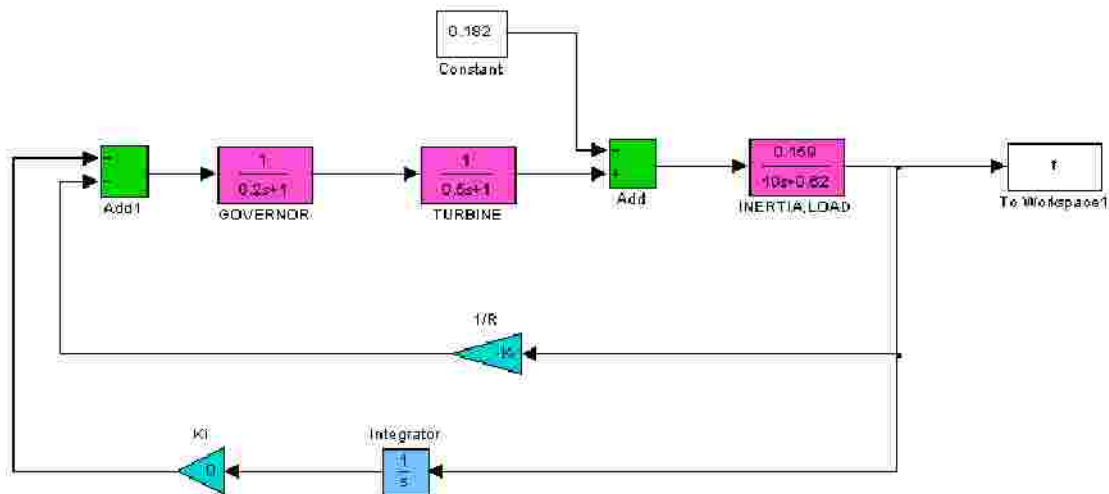 0.182
Constant
Add1
1
0.2s+1
GOVERNOR
1
0.5s+1
TURBINE
Add
0.159
10s+0.62
INERTIA,LOAD
f
To Workspace1
1/R
-K-
Ki
0
Integrator
1
s